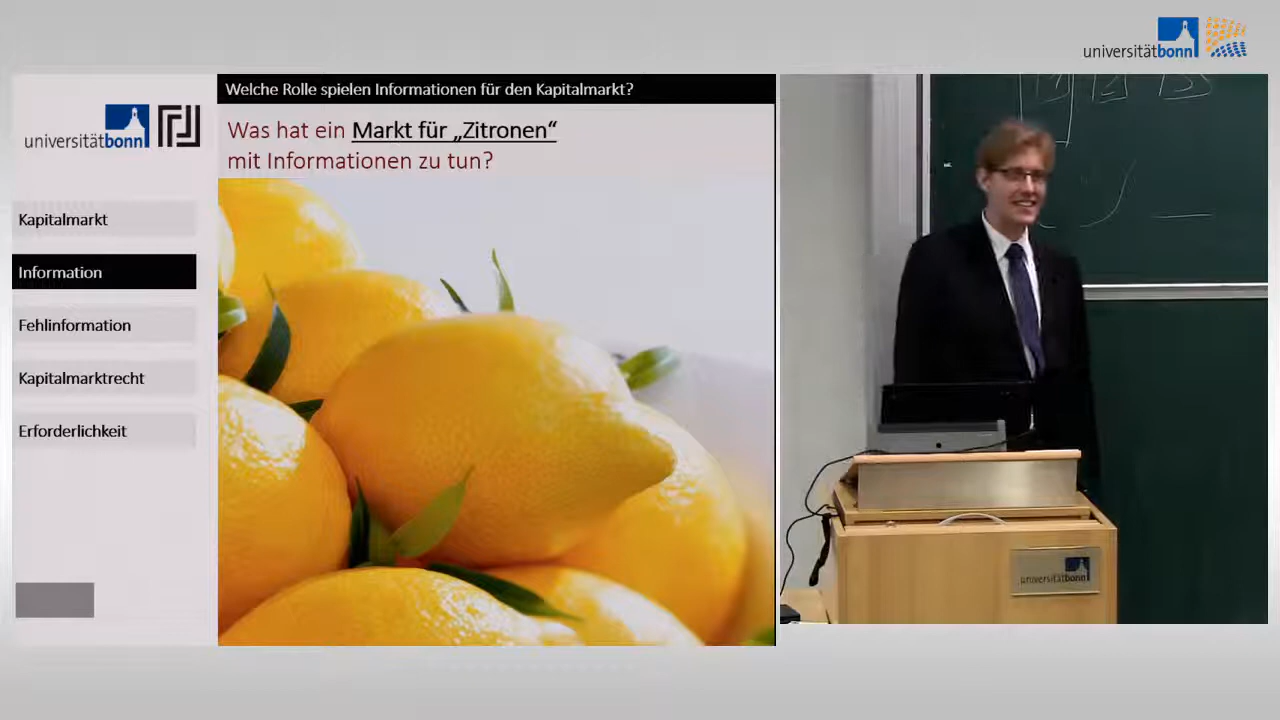 universitätbonn
Welche Rolle spielen Informationen für den Kapitalmarkt?
universitätbonn
Was hat ein Markt für „Zitronen“
mit Informationen zu tun?
Kapitalmarkt
Information
Fehlinformation
Kapitalmarktrecht
Erforderlichkeit
universitätbonn